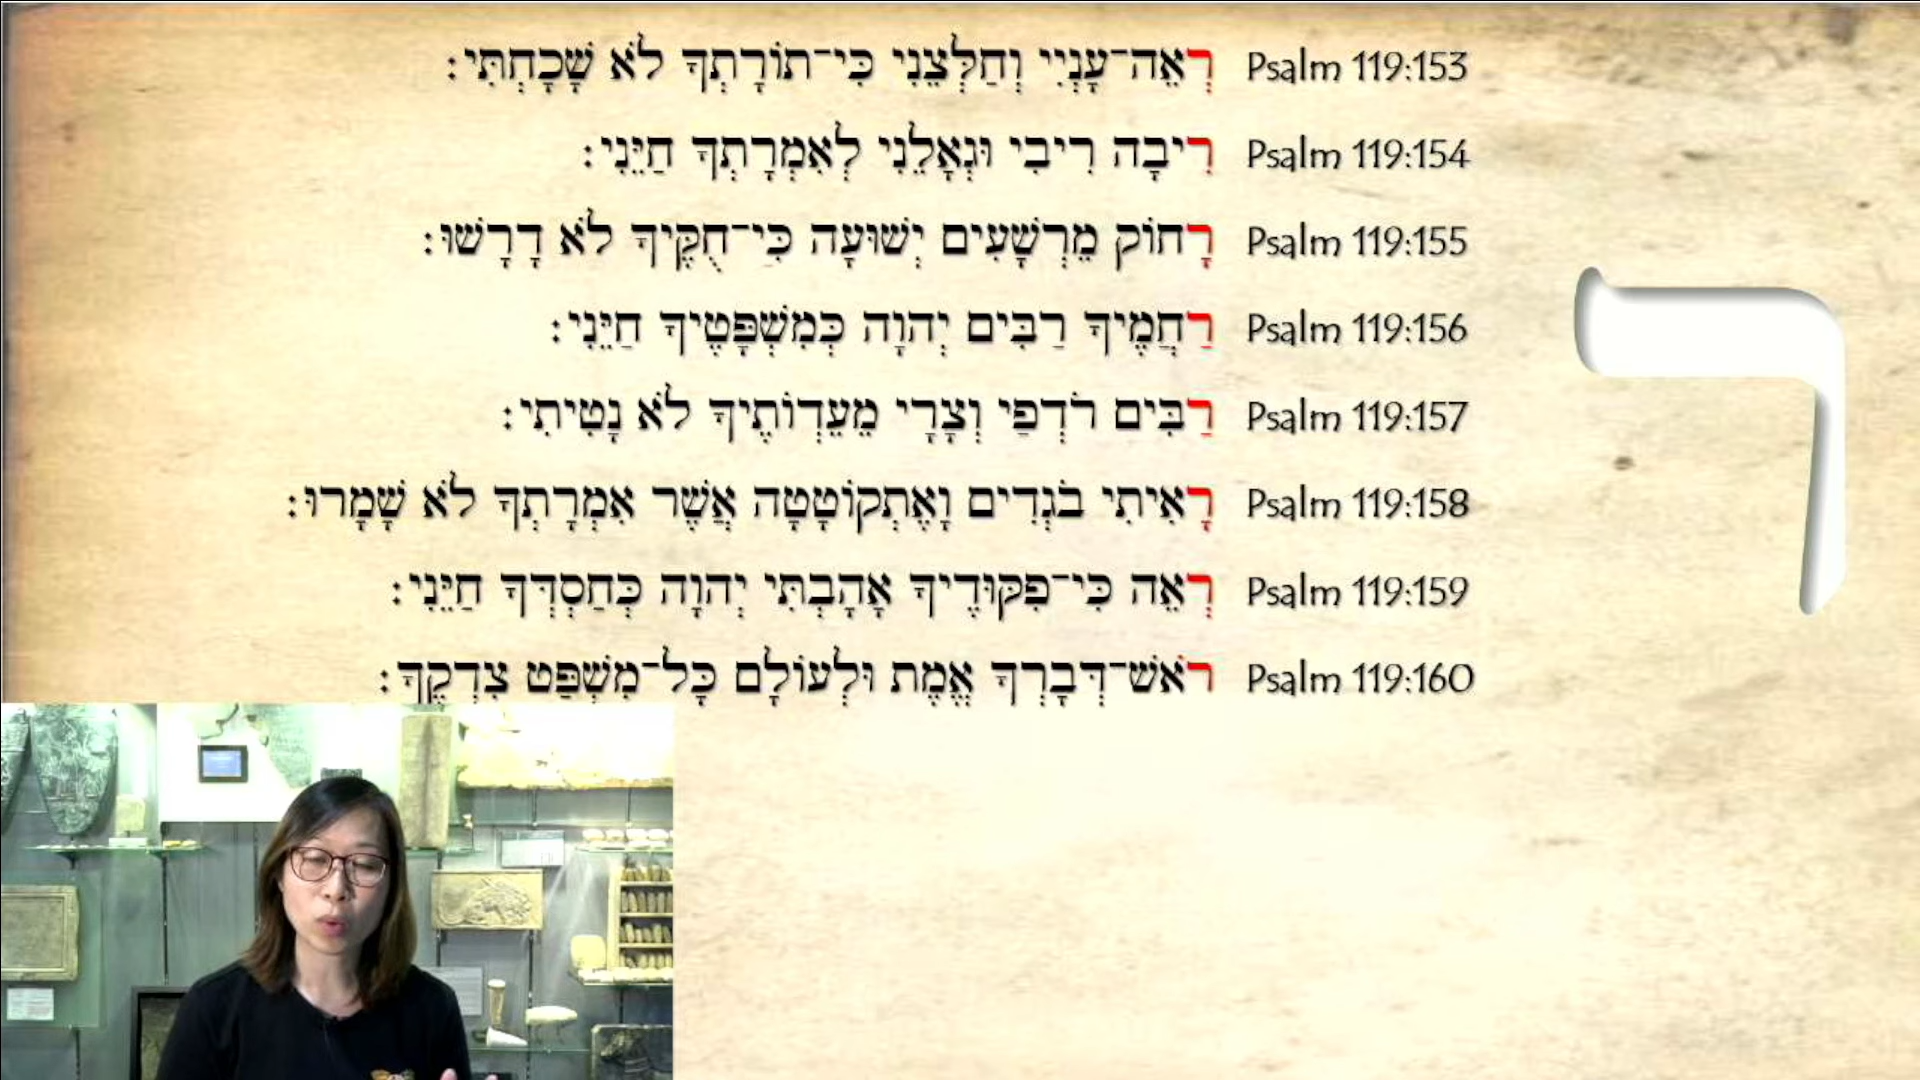 רְאֵה־עָנְיִי וְחַלְּצֵנִי כִּי־תוֹרָתְךָ לֹא שָׁכָחְתִּי׃ Psalm 119:153
רִיבָה רִיבִי וּגְאָלֵנִי לְאִמְרָתְךָ חַיֵּנִי׃ Psalm 119:154
רָחוֹק מֵרְשָׁעִים יְשׁוּעָה כִּי־חֻקֶּיךָ לֹא דָרָשׁוּ׃ Psalm 119:155
רַחֲמֶיךָ רַבִּים יְהוָה כְּמִשְׁפָּטֶיךָ חַיֵּנִי׃ Psalm 119:156
רַבִּים רֹדְפַי וְצָרָי מֵעֵדְוֹתֶיךָ לֹא נָטִיתִי׃ Psalm 119:157
רָאִיתִי בֹגְדִים וָאֶתְקוֹטָטָה אֲשֶׁר אִמְרָתְךָ לֹא שָׁמָרוּ׃ Psalm 119:158
רְאֵה כִּי־פִקּוּדֶיךָ אָהָבְתִּי יְהוָה כְּחַסְדְּךָ חַיֵּנִי׃ Psalm 119:159
רֹאשׁ־דְּבָרְךָ אֱמֶת וּלְעוֹלָם כָּל־מִשְׁפַּט צִדְקֶךָ׃ Psalm 119:160
ר